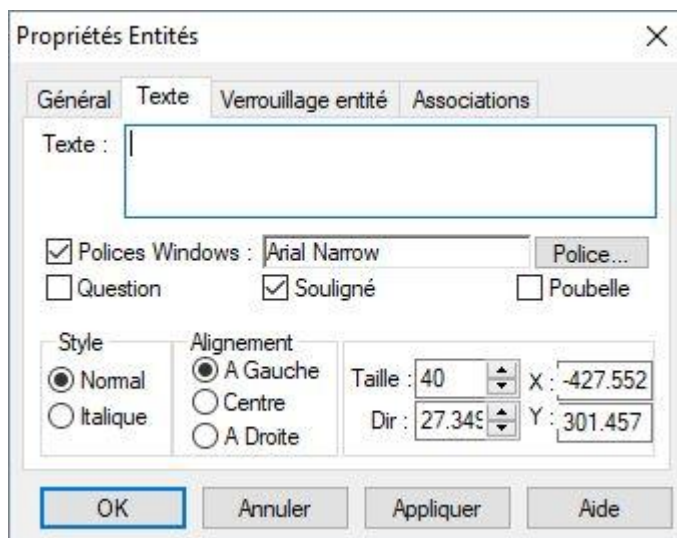 Propriétés Entités
Général Texte Verrouillage entité Associations
Texte :
Polices Windows : Arial Narrow Police...
Question Souligné Poubelle
Style Alignement
Normal A Gauche Taille : 40 X : -427.552
Italique Centre Dir : 27.349 Y : 301.457
A Droite
OK Annuler Appliquer Aide